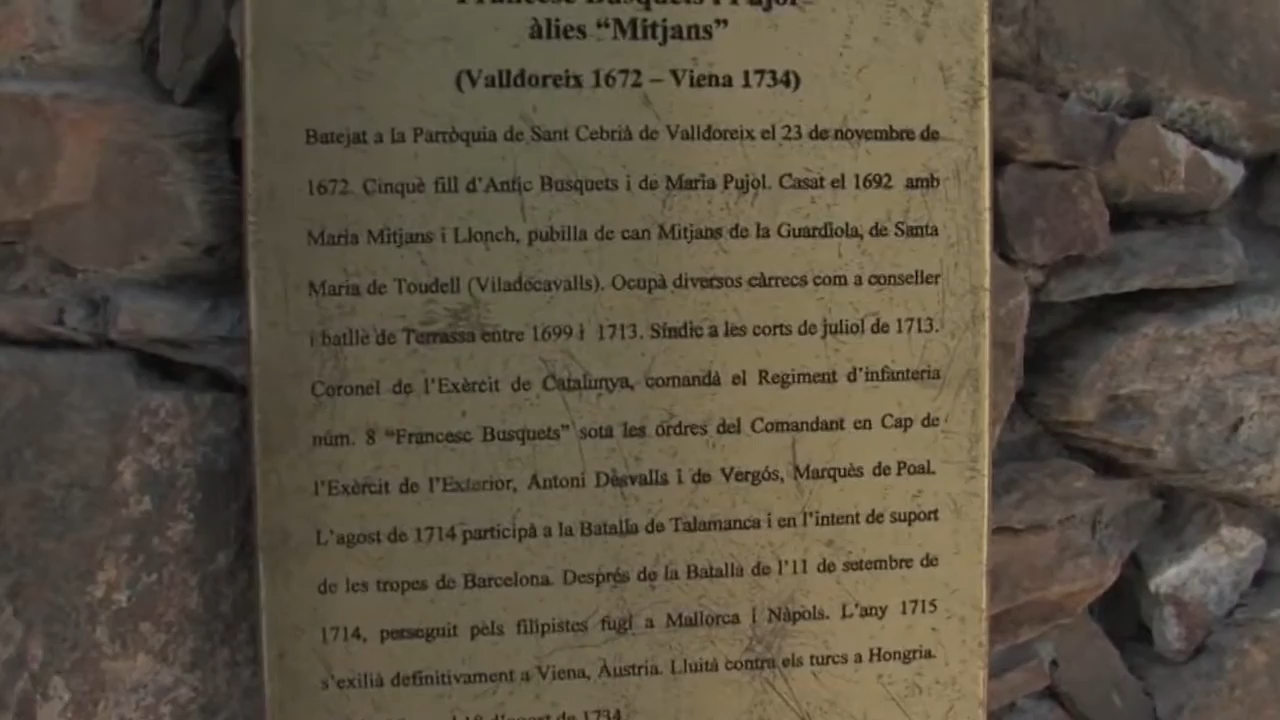 Francesc Busquets i Pujol
àlies “Mitjans”
(Valldoreix 1672 – Viena 1734)
Batejat a la Parròquia de Sant Cebrià de Valldoreix el 23 de novembre de
1672. Cinquè fill d’Antic Busquets i de Maria Pujol. Casat el 1692 amb
Maria Mitjans i Llonch, pubilla de can Mitjans de la Guardiola, de Santa
Maria de Toudell (Viladecavalls). Ocupà diversos càrrecs com a conseller
i batlle de Terrassa entre 1699 i 1713. Síndic a les corts de juliol de 1713.
Coronel de l’Exèrcit de Catalunya, comandà el Regiment d’infanteria
núm. 8 “Francesc Busquets” sota les ordres del Comandant en Cap de
l’Exèrcit de l’Exterior, Antoni Desvalls i de Vergós, Marquès de Poal.
L’agost de 1714 participà a la Batalla de Talamanca i en l’intent de suport
de les tropes de Barcelona. Després de la Batalla de l’11 de setembre de
1714, perseguit pels filipistes fugí a Mallorca i Nàpols. L’any 1715
s’exilià definitivament a Viena, Àustria. Lluità contra els turcs a Hongria.
d’agost de 1734